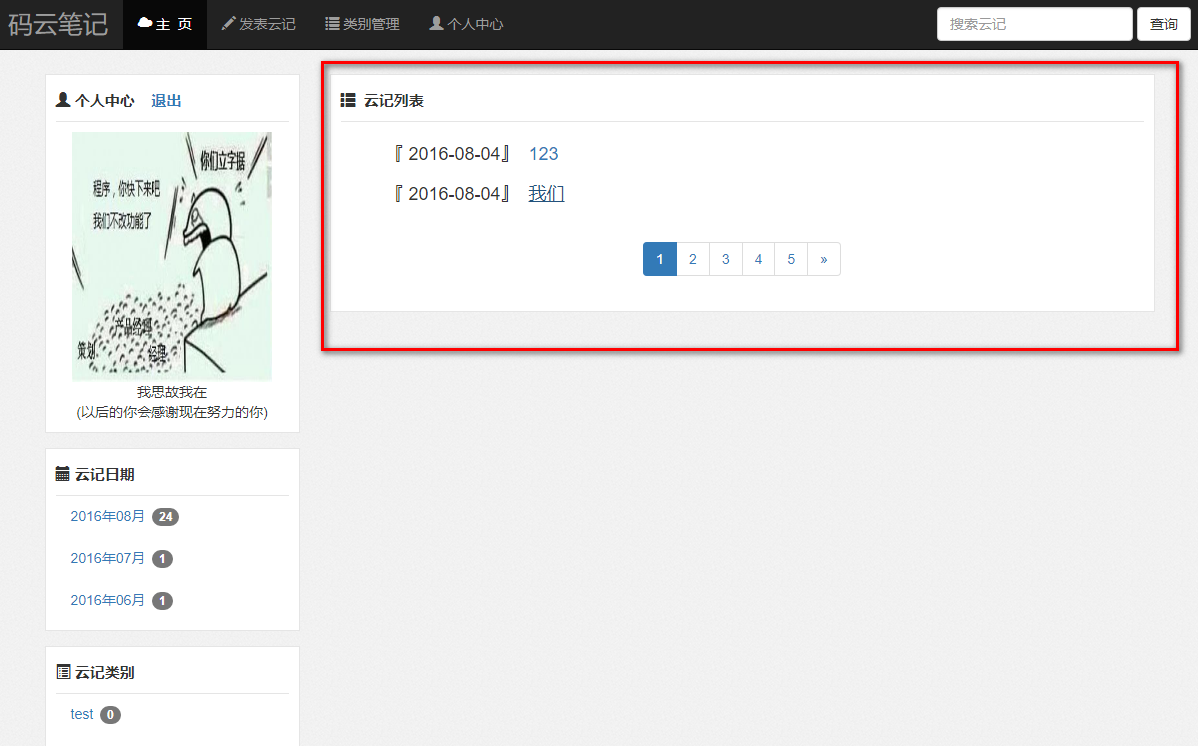 码云笔记 主 页 发表云记 类别管理 个人中心 搜索云记 查询
个人中心 退出
你们立字据
程序，你快下来吧
我们不改功能了
产品经理
策划
经理
我思故我在
(以后的你会感谢现在努力的你)
云记日期
2016年08月 24
2016年07月 1
2016年06月 1
云记类别
test 0
云记列表
『 2016-08-04』 123
『 2016-08-04』 我们
1 2 3 4 5 »